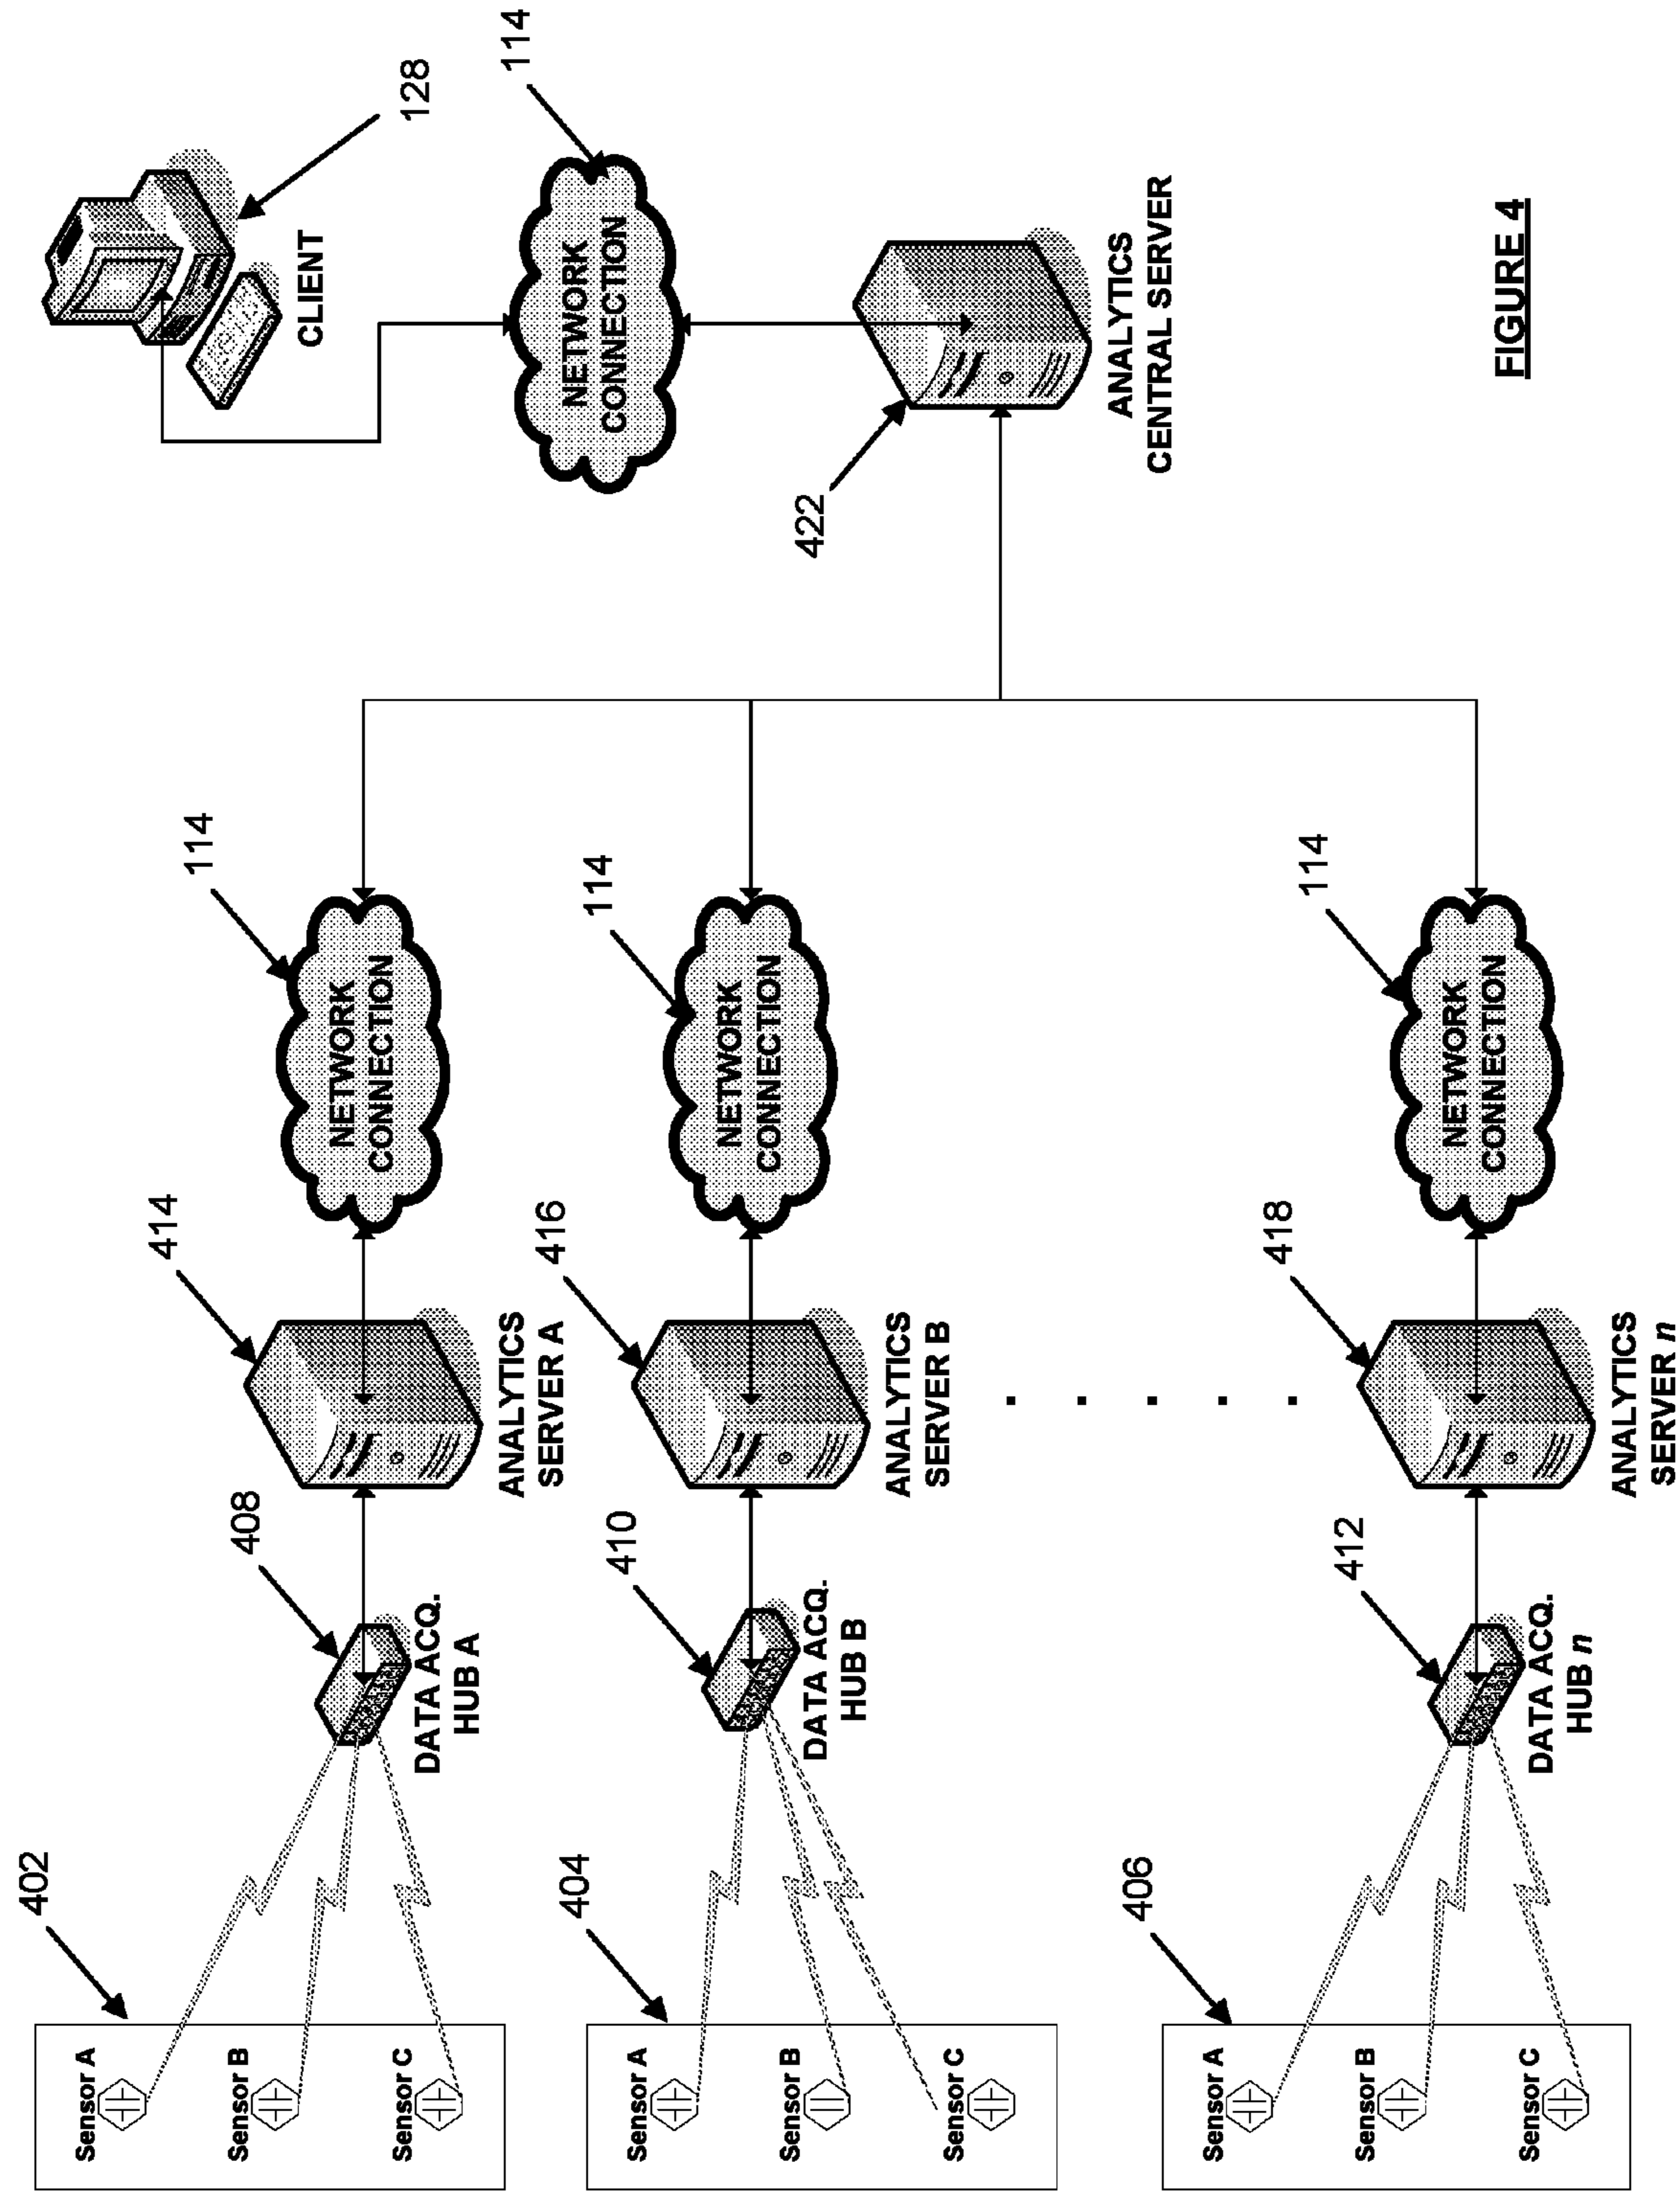 402
Sensor A
Sensor B
Sensor C
408
DATA ACQ.
HUB A
414
ANALYTICS
SERVER A
114
NETWORK
CONNECTION
404
Sensor A
Sensor B
Sensor C
410
DATA ACQ.
HUB B
416
ANALYTICS
SERVER B
114
NETWORK
CONNECTION
. . . . .
406
Sensor A
Sensor B
Sensor C
412
DATA ACQ.
HUB n
418
ANALYTICS
SERVER n
114
NETWORK
CONNECTION
128
CLIENT
114
NETWORK
CONNECTION
422
ANALYTICS
CENTRAL SERVER
FIGURE 4